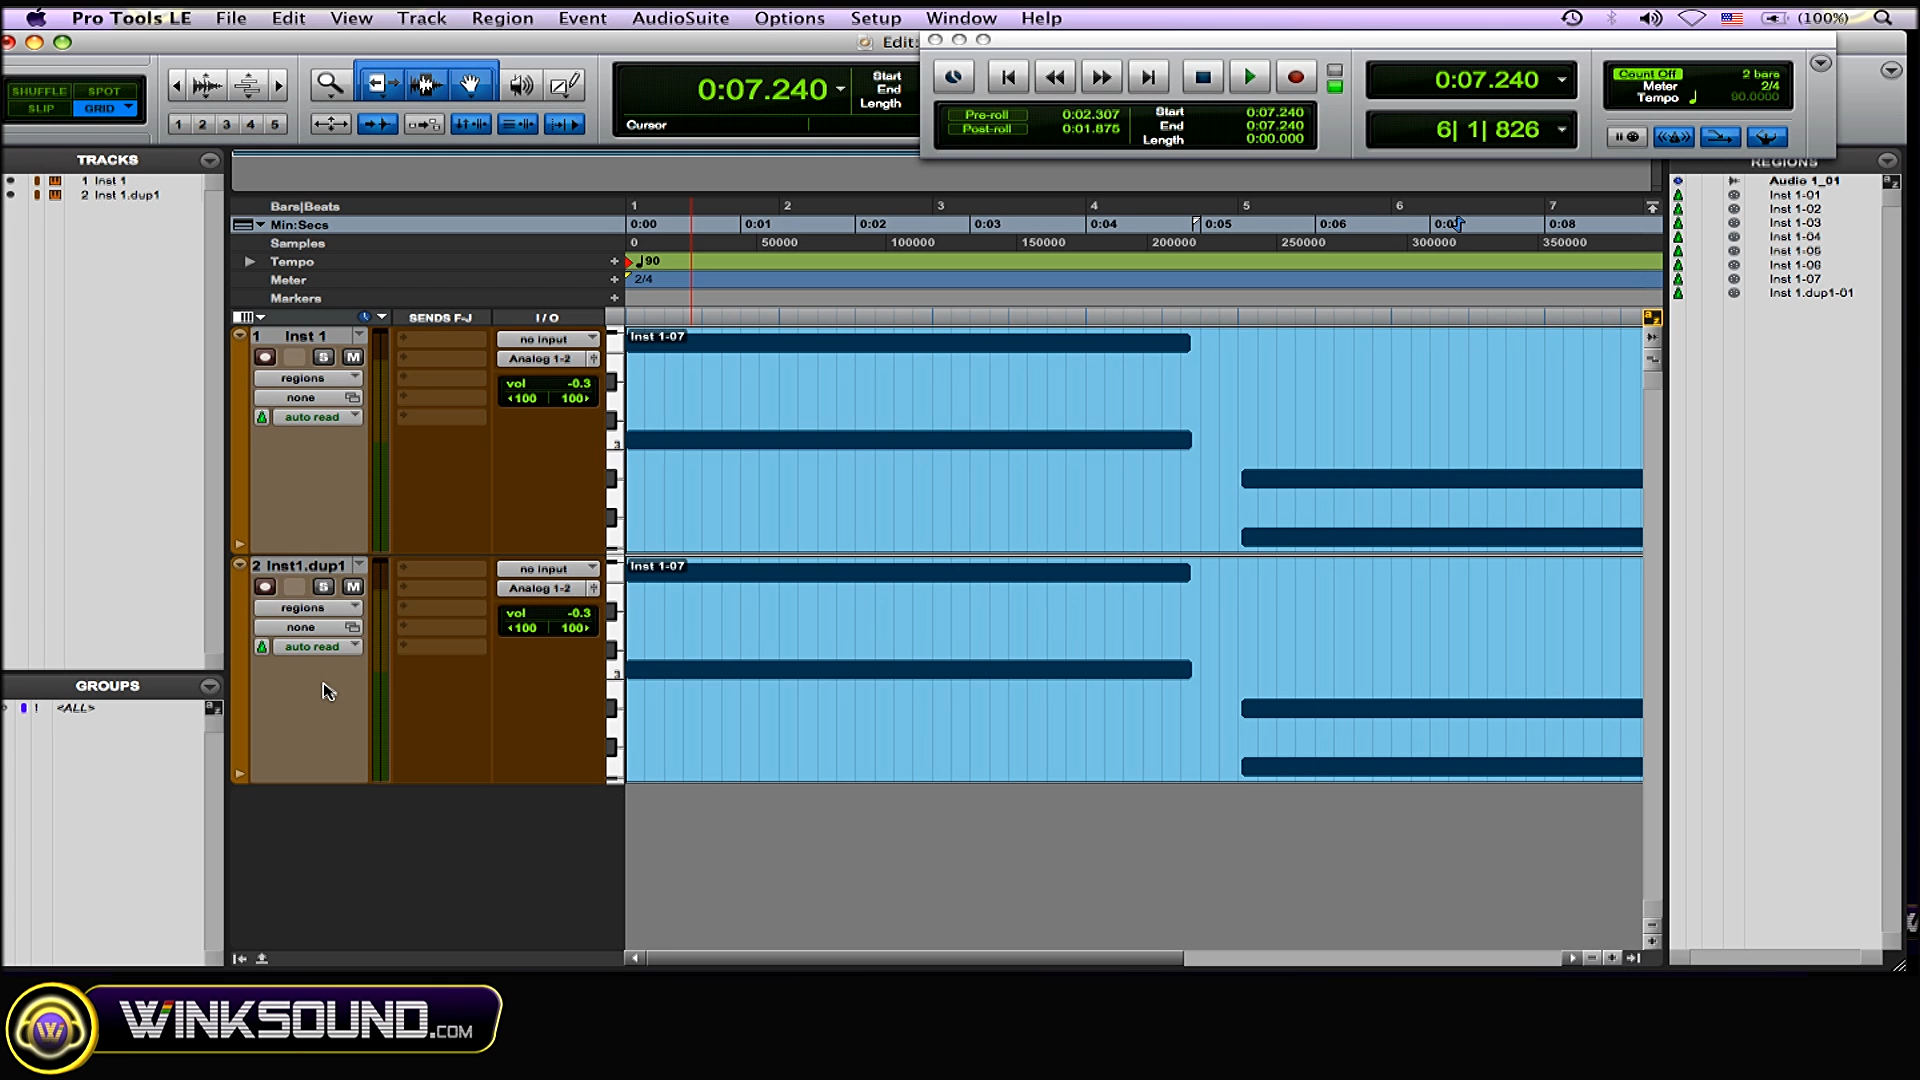 Pro Tools LE File Edit View Track Region Event AudioSuite Options Setup Window Help (100%)
Edit:
SHUFFLE SPOT
SLIP GRID
1 2 3 4 5
0:07.240
Start
End
Length
Cursor
Pre-roll 0:02.307
Post-roll 0:01.875
Start 0:07.240
End 0:07.240
Length 0:00.000
0:07.240
6| 1| 826
Count Off 2 bars
Meter 2/4
Tempo 90.0000
TRACKS
1 Inst 1
2 Inst 1.dup1
GROUPS
! <ALL>
Bars|Beats 1 2 3 4 5 6 7
Min:Secs 0:00 0:01 0:02 0:03 0:04 0:05 0:06 0:08
Samples 0 50000 100000 150000 200000 250000 300000 350000
Tempo 90
Meter 2/4
Markers
SENDS F-J I / O
1 Inst 1
S M
regions
none
auto read
no input
Analog 1-2
vol -0.3
100 100
3
Inst 1-07
2 Inst1.dup1
S M
regions
none
auto read
no input
Analog 1-2
vol -0.3
100 100
3
Inst 1-07
REGIONS
Audio 1_01
Inst 1-01
Inst 1-02
Inst 1-03
Inst 1-04
Inst 1-05
Inst 1-06
Inst 1-07
Inst 1.dup1-01
WINKSOUND.COM